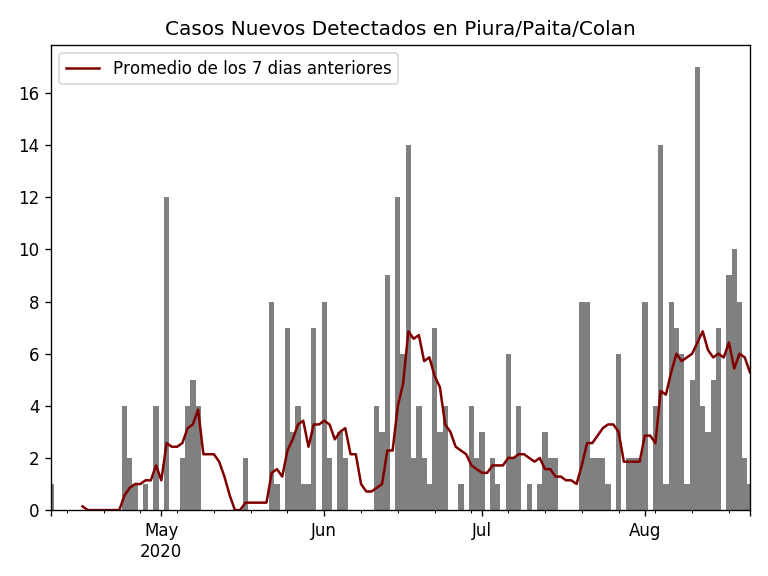 Casos Nuevos Detectados en Piura/Paita/Colan
Promedio de los 7 dias anteriores
16
14
12
10
8
6
4
2
0
May
2020
Jun
Jul
Aug